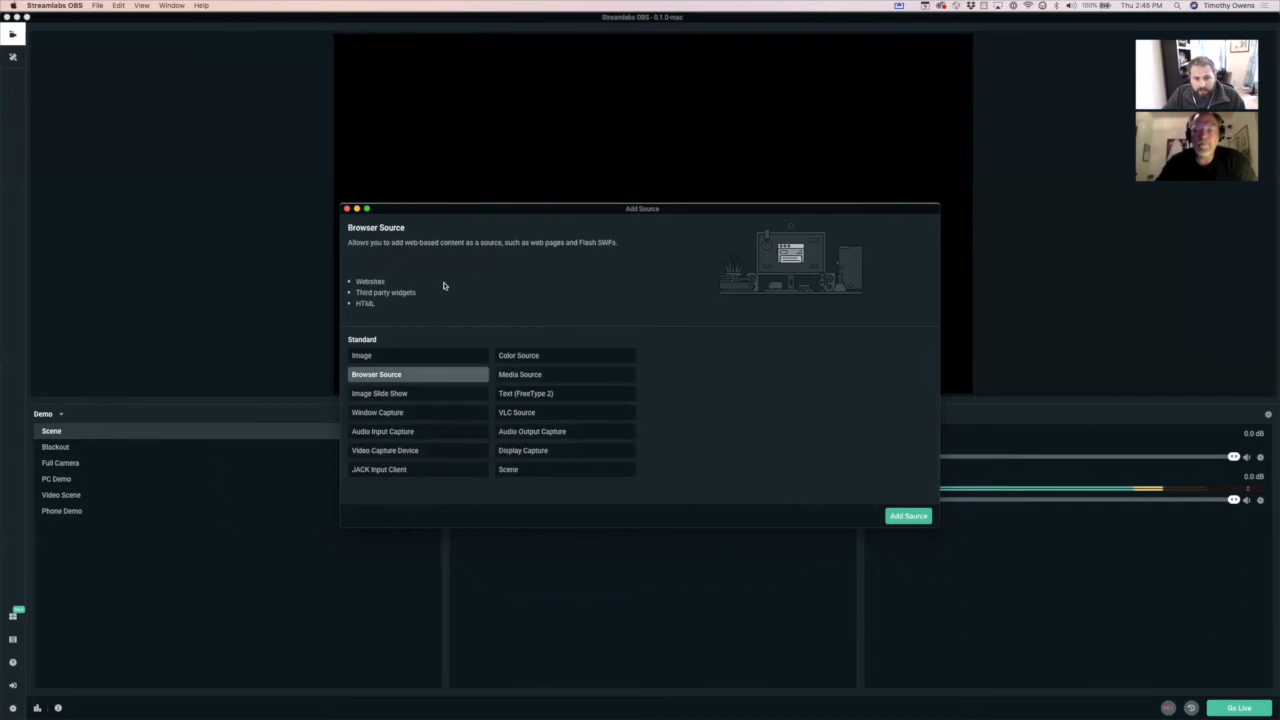 Streamlabs OBS File Edit View Window Help
100% Thu 2:45 PM Timothy Owens
Streamlabs OBS - 0.1.0-mac
Add Source
Browser Source
Allows you to add web-based content as a source, such as web pages and Flash SWFs.
Websites
Third party widgets
HTML
Standard
Image
Color Source
Browser Source
Media Source
Image Slide Show
Text (FreeType 2)
Window Capture
VLC Source
Audio Input Capture
Audio Output Capture
Video Capture Device
Display Capture
JACK Input Client
Scene
Add Source
Demo
Scene
Blackout
Full Camera
PC Demo
Video Scene
Phone Demo
0.0 dB
0.0 dB
Go Live